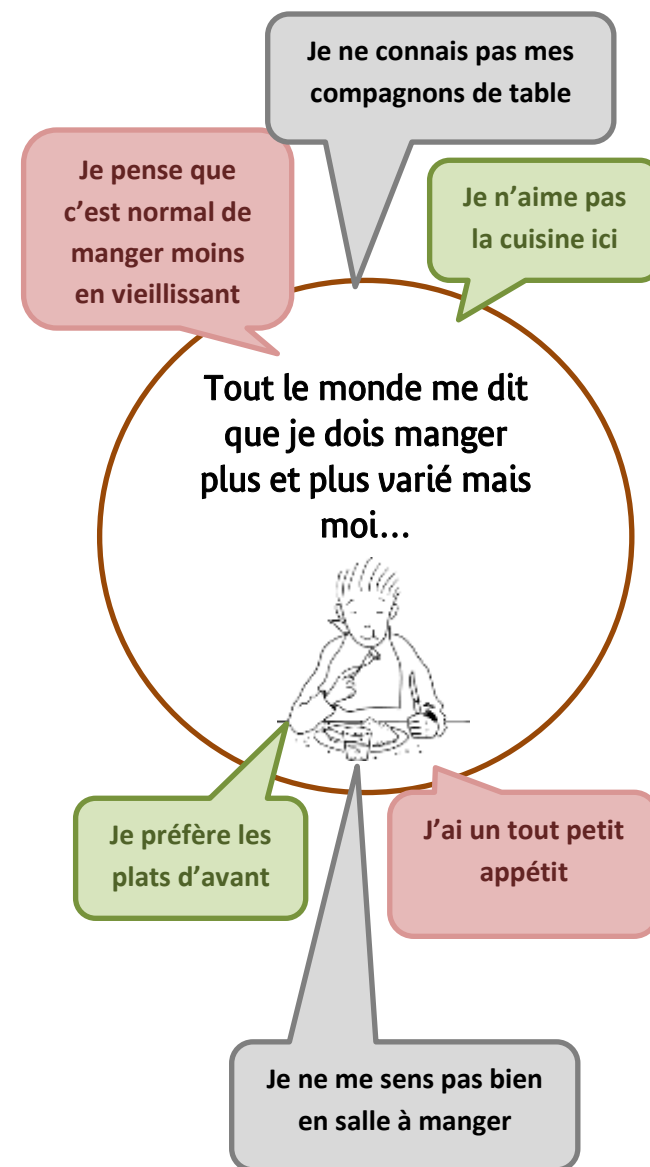 Je ne connais pas mes
compagnons de table
Je pense que
c'est normal de
manger moins
en vieillissant
Je n'aime pas
la cuisine ici
Tout le monde me dit
que je dois manger
plus et plus varié mais
moi...
Je préfère les
plats d'avant
J'ai un tout petit
appétit
Je ne me sens pas bien
en salle à manger